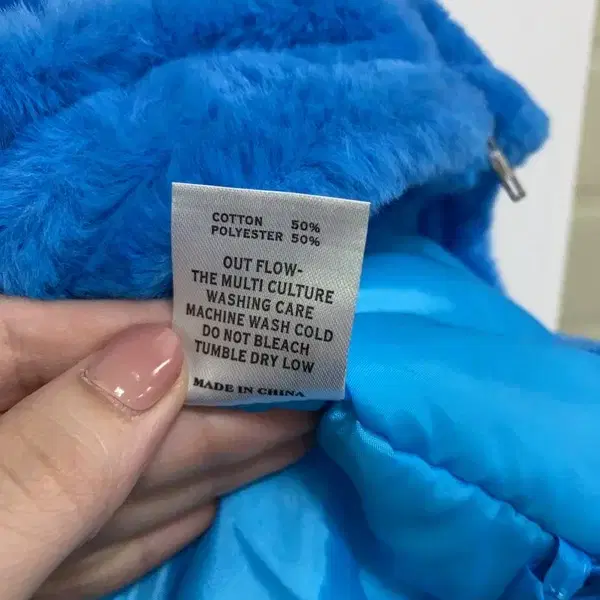 COTTON 50%
POLYESTER 50%
OUT FLOW-
THE MULTI CULTURE
WASHING CARE
MACHINE WASH COLD
DO NOT BLEACH
TUMBLE DRY LOW
MADE IN CHINA